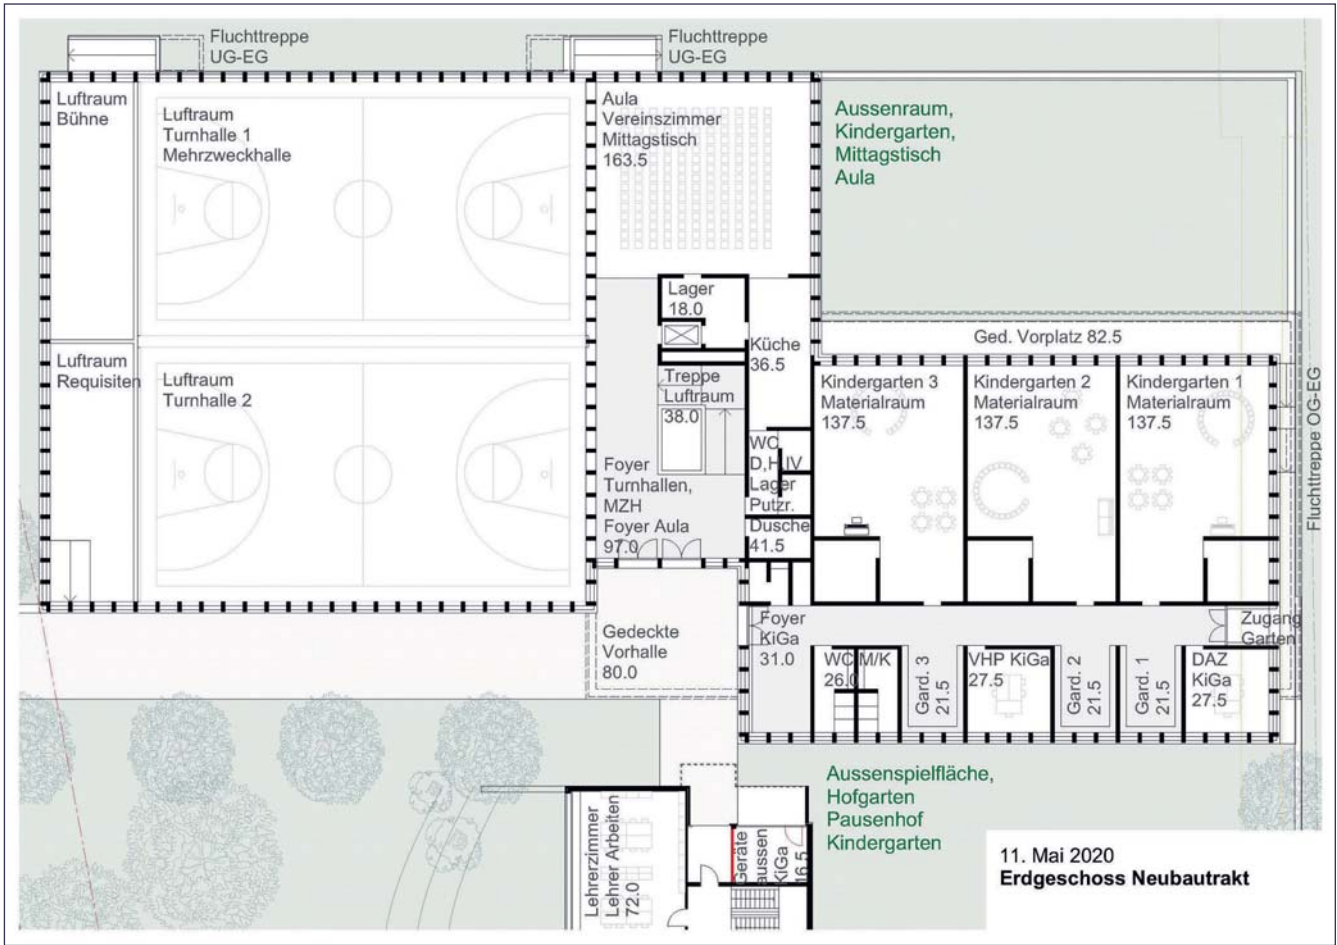 Fluchttreppe
UG-EG
Fluchttreppe
UG-EG
Luftraum
Bühne
Luftraum
Turnhalle 1
Mehrzweckhalle
Aula
Vereinszimmer
Mittagstisch
163.5
Aussenraum,
Kindergarten,
Mittagstisch
Aula
Lager
18.0
Küche
36.5
Ged. Vorplatz 82.5
Luftraum
Requisiten
Luftraum
Turnhalle 2
Treppe
Luftraum
38.0
Kindergarten 3
Materialraum
137.5
Kindergarten 2
Materialraum
137.5
Kindergarten 1
Materialraum
137.5
Fluchttreppe OG-EG
WC
D,H,IV
Lager
Putzr.
Dusche
41.5
Foyer
Turnhallen,
MZH
Foyer Aula
97.0
Gedeckte
Vorhalle
80.0
Foyer
KiGa
31.0
Zugang
Garten
WC M/K
26.0
Gard. 3
21.5
VHP KiGa
27.5
Gard. 2
21.5
Gard. 1
21.5
DAZ
KiGa
27.5
Aussenspielfläche,
Hofgarten
Pausenhof
Kindergarten
Lehrerzimmer
Lehrer Arbeiten
72.0
Geräte
aussen
KiGa
16.5
11. Mai 2020
Erdgeschoss Neubautrakt